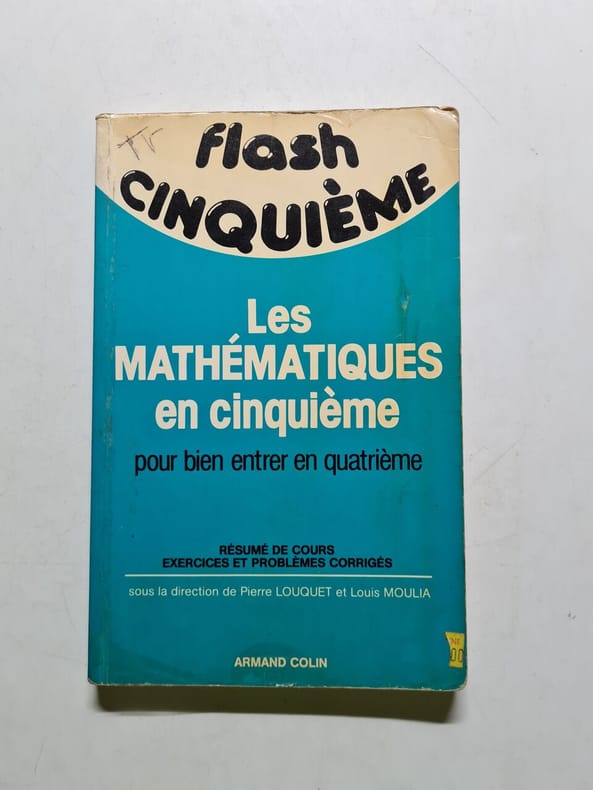 flash
CINQUIÈME
Les
MATHÉMATIQUES
en cinquième
pour bien entrer en quatrième
RÉSUMÉ DE COURS
EXERCICES ET PROBLÈMES CORRIGÉS
sous la direction de Pierre LOUQUET et Louis MOULIA
ARMAND COLIN